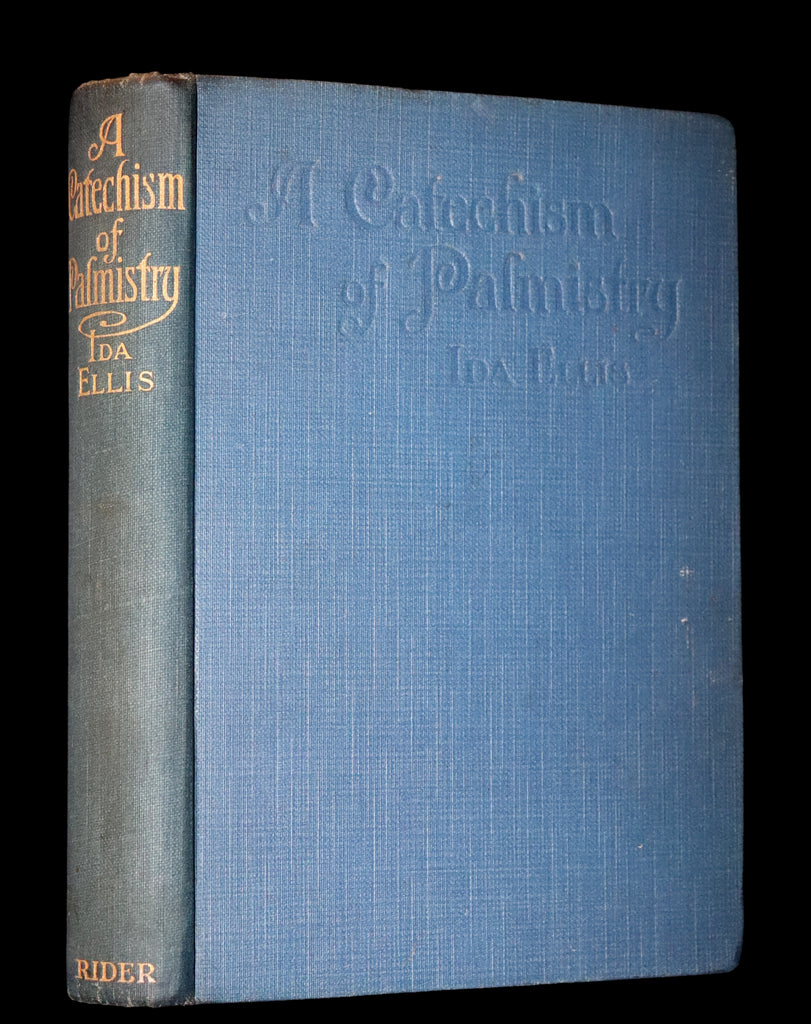 A
Catechism
of
Palmistry
IDA
ELLIS
RIDER
A Catechism
of Palmistry
IDA ELLIS